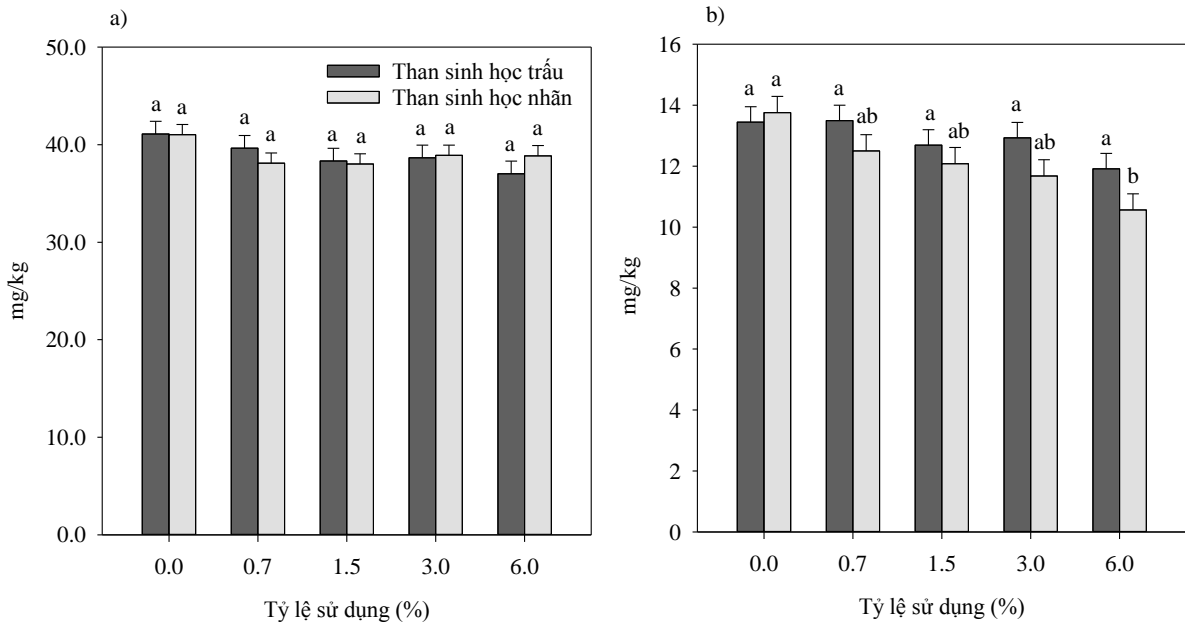 a)
50.0
40.0
30.0
20.0
10.0
0.0
mg/kg
Than sinh học trấu
Than sinh học nhãn
a a a a a a a a a a
0.0 0.7 1.5 3.0 6.0
Tỷ lệ sử dụng (%)
b)
16
14
12
10
8
6
4
2
0
mg/kg
a a a ab a ab a ab a b
0.0 0.7 1.5 3.0 6.0
Tỷ lệ sử dụng (%)